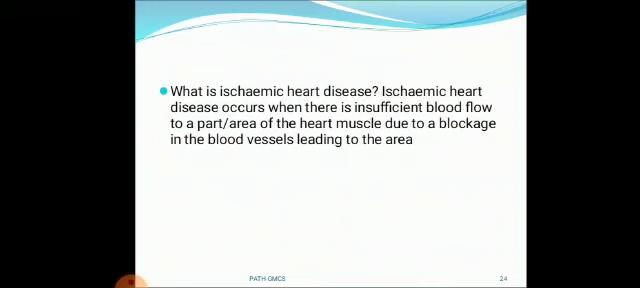 What is ischaemic heart disease? Ischaemic heart
disease occurs when there is insufficient blood flow
to a part/area of the heart muscle due to a blockage
in the blood vessels leading to the area
PATH-GMCS
24